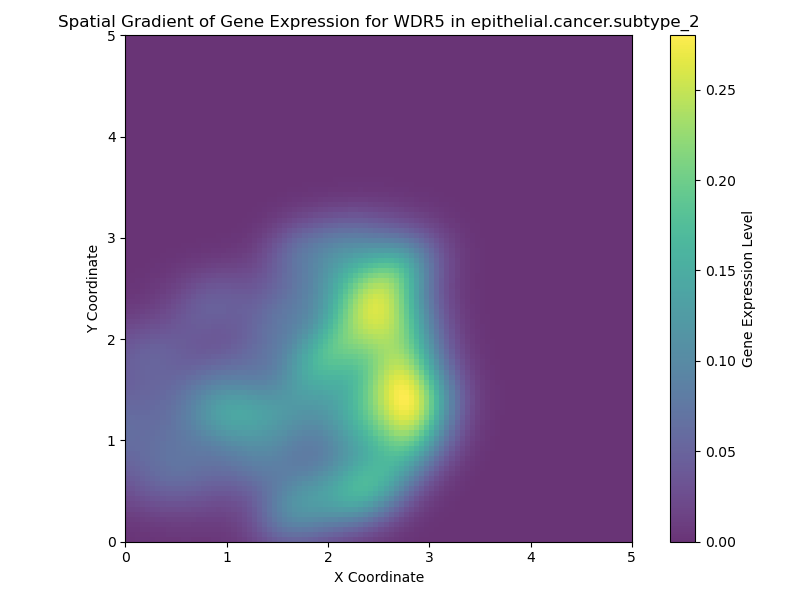 Spatial Gradient of Gene Expression for WDR5 in epithelial.cancer.subtype_2
5
4
3
2
1
0
Y Coordinate
0 1 2 3 4 5
X Coordinate
0.25
0.20
0.15
0.10
0.05
0.00
Gene Expression Level